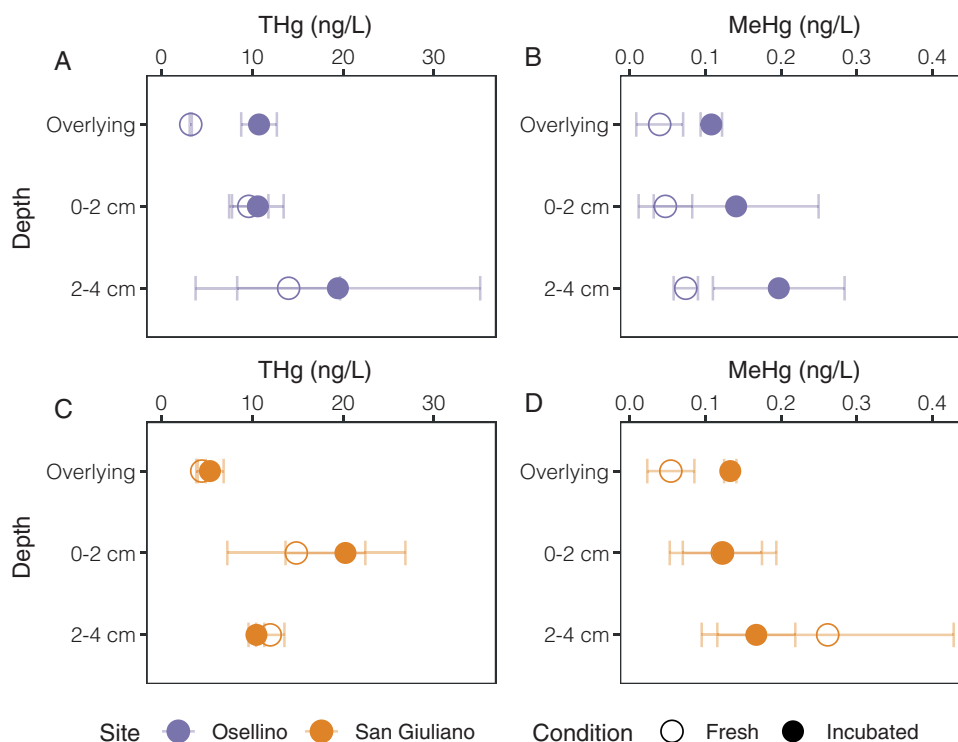 THg (ng/L) MeHg (ng/L)
A 0 10 20 30 B 0.0 0.1 0.2 0.3 0.4
Overlying Overlying
0-2 cm 0-2 cm
2-4 cm 2-4 cm
Depth
THg (ng/L) MeHg (ng/L)
C 0 10 20 30 D 0.0 0.1 0.2 0.3 0.4
Overlying Overlying
0-2 cm 0-2 cm
2-4 cm 2-4 cm
Depth
Site Osellino San Giuliano Condition Fresh Incubated